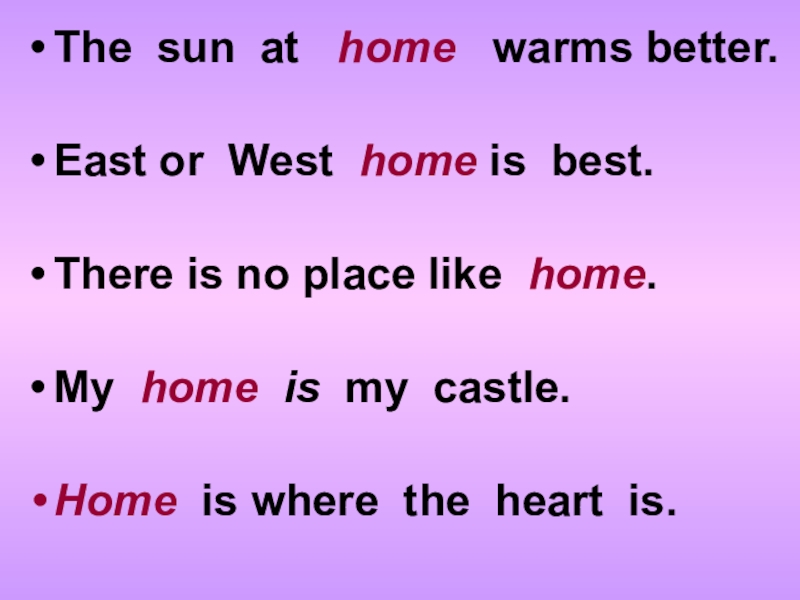 • The sun at home warms better.
• East or West home is best.
• There is no place like home.
• My home is my castle.
• Home is where the heart is.